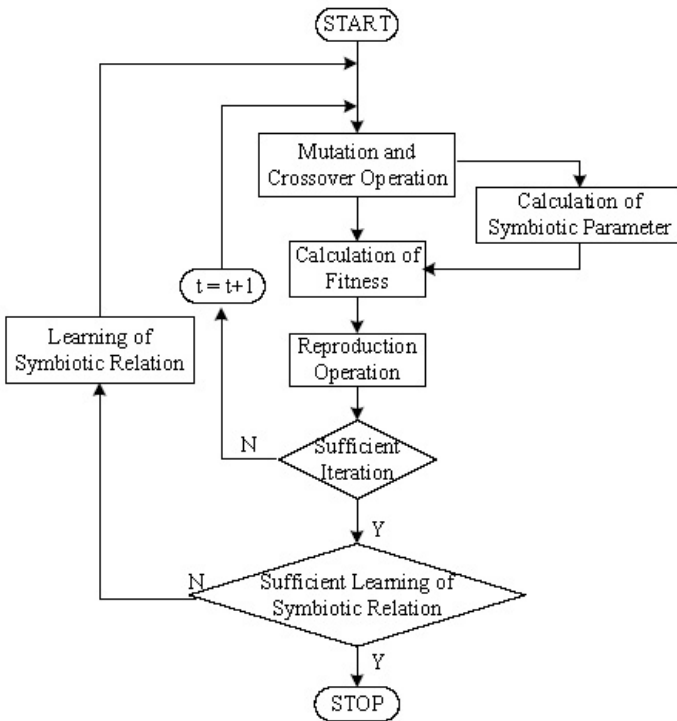 START
Mutation and
Crossover Operation
Calculation of
Symbiotic Parameter
Calculation of
Fitness
t = t+1
Learning of
Symbiotic Relation
Reproduction
Operation
N
Sufficient
Iteration
Y
N
Sufficient Learning of
Symbiotic Relation
Y
STOP